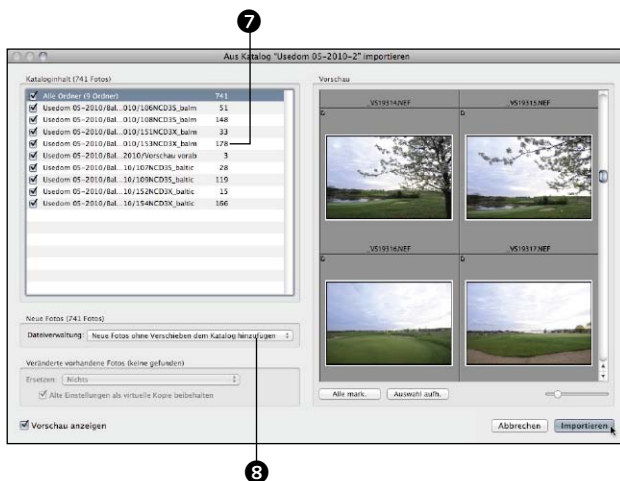 ❼
Aus Katalog "Usedom 05-2010-2" importieren
Kataloginhalt (741 Fotos)
Alle Ordner (9 Ordner) 741
Usedom 05-2010/Bal...010/106NCD3S_balm 51
Usedom 05-2010/Bal...010/108NCD3S_balm 148
Usedom 05-2010/Bal...010/151NCD3X_balm 33
Usedom 05-2010/Bal...010/153NCD3X_balm 178
Usedom 05-2010/Bal...2010/Vorschau vorab 3
Usedom 05-2010/Bal...10/107NCD3S_baltic 28
Usedom 05-2010/Bal...10/109NCD3S_baltic 119
Usedom 05-2010/Bal...10/152NCD3X_baltic 15
Usedom 05-2010/Bal...10/154NCD3X_baltic 166
Neue Fotos (741 Fotos)
Dateiverwaltung: Neue Fotos ohne Verschieben dem Katalog hinzufügen
Veränderte vorhandene Fotos (keine gefunden)
Ersetzen: Nichts
Alte Einstellungen als virtuelle Kopie beibehalten
Vorschau anzeigen
Vorschau
_VS19314.NEF _VS19315.NEF
_VS19316.NEF _VS19317.NEF
Alle mark. Auswahl aufh.
Abbrechen Importieren
❽